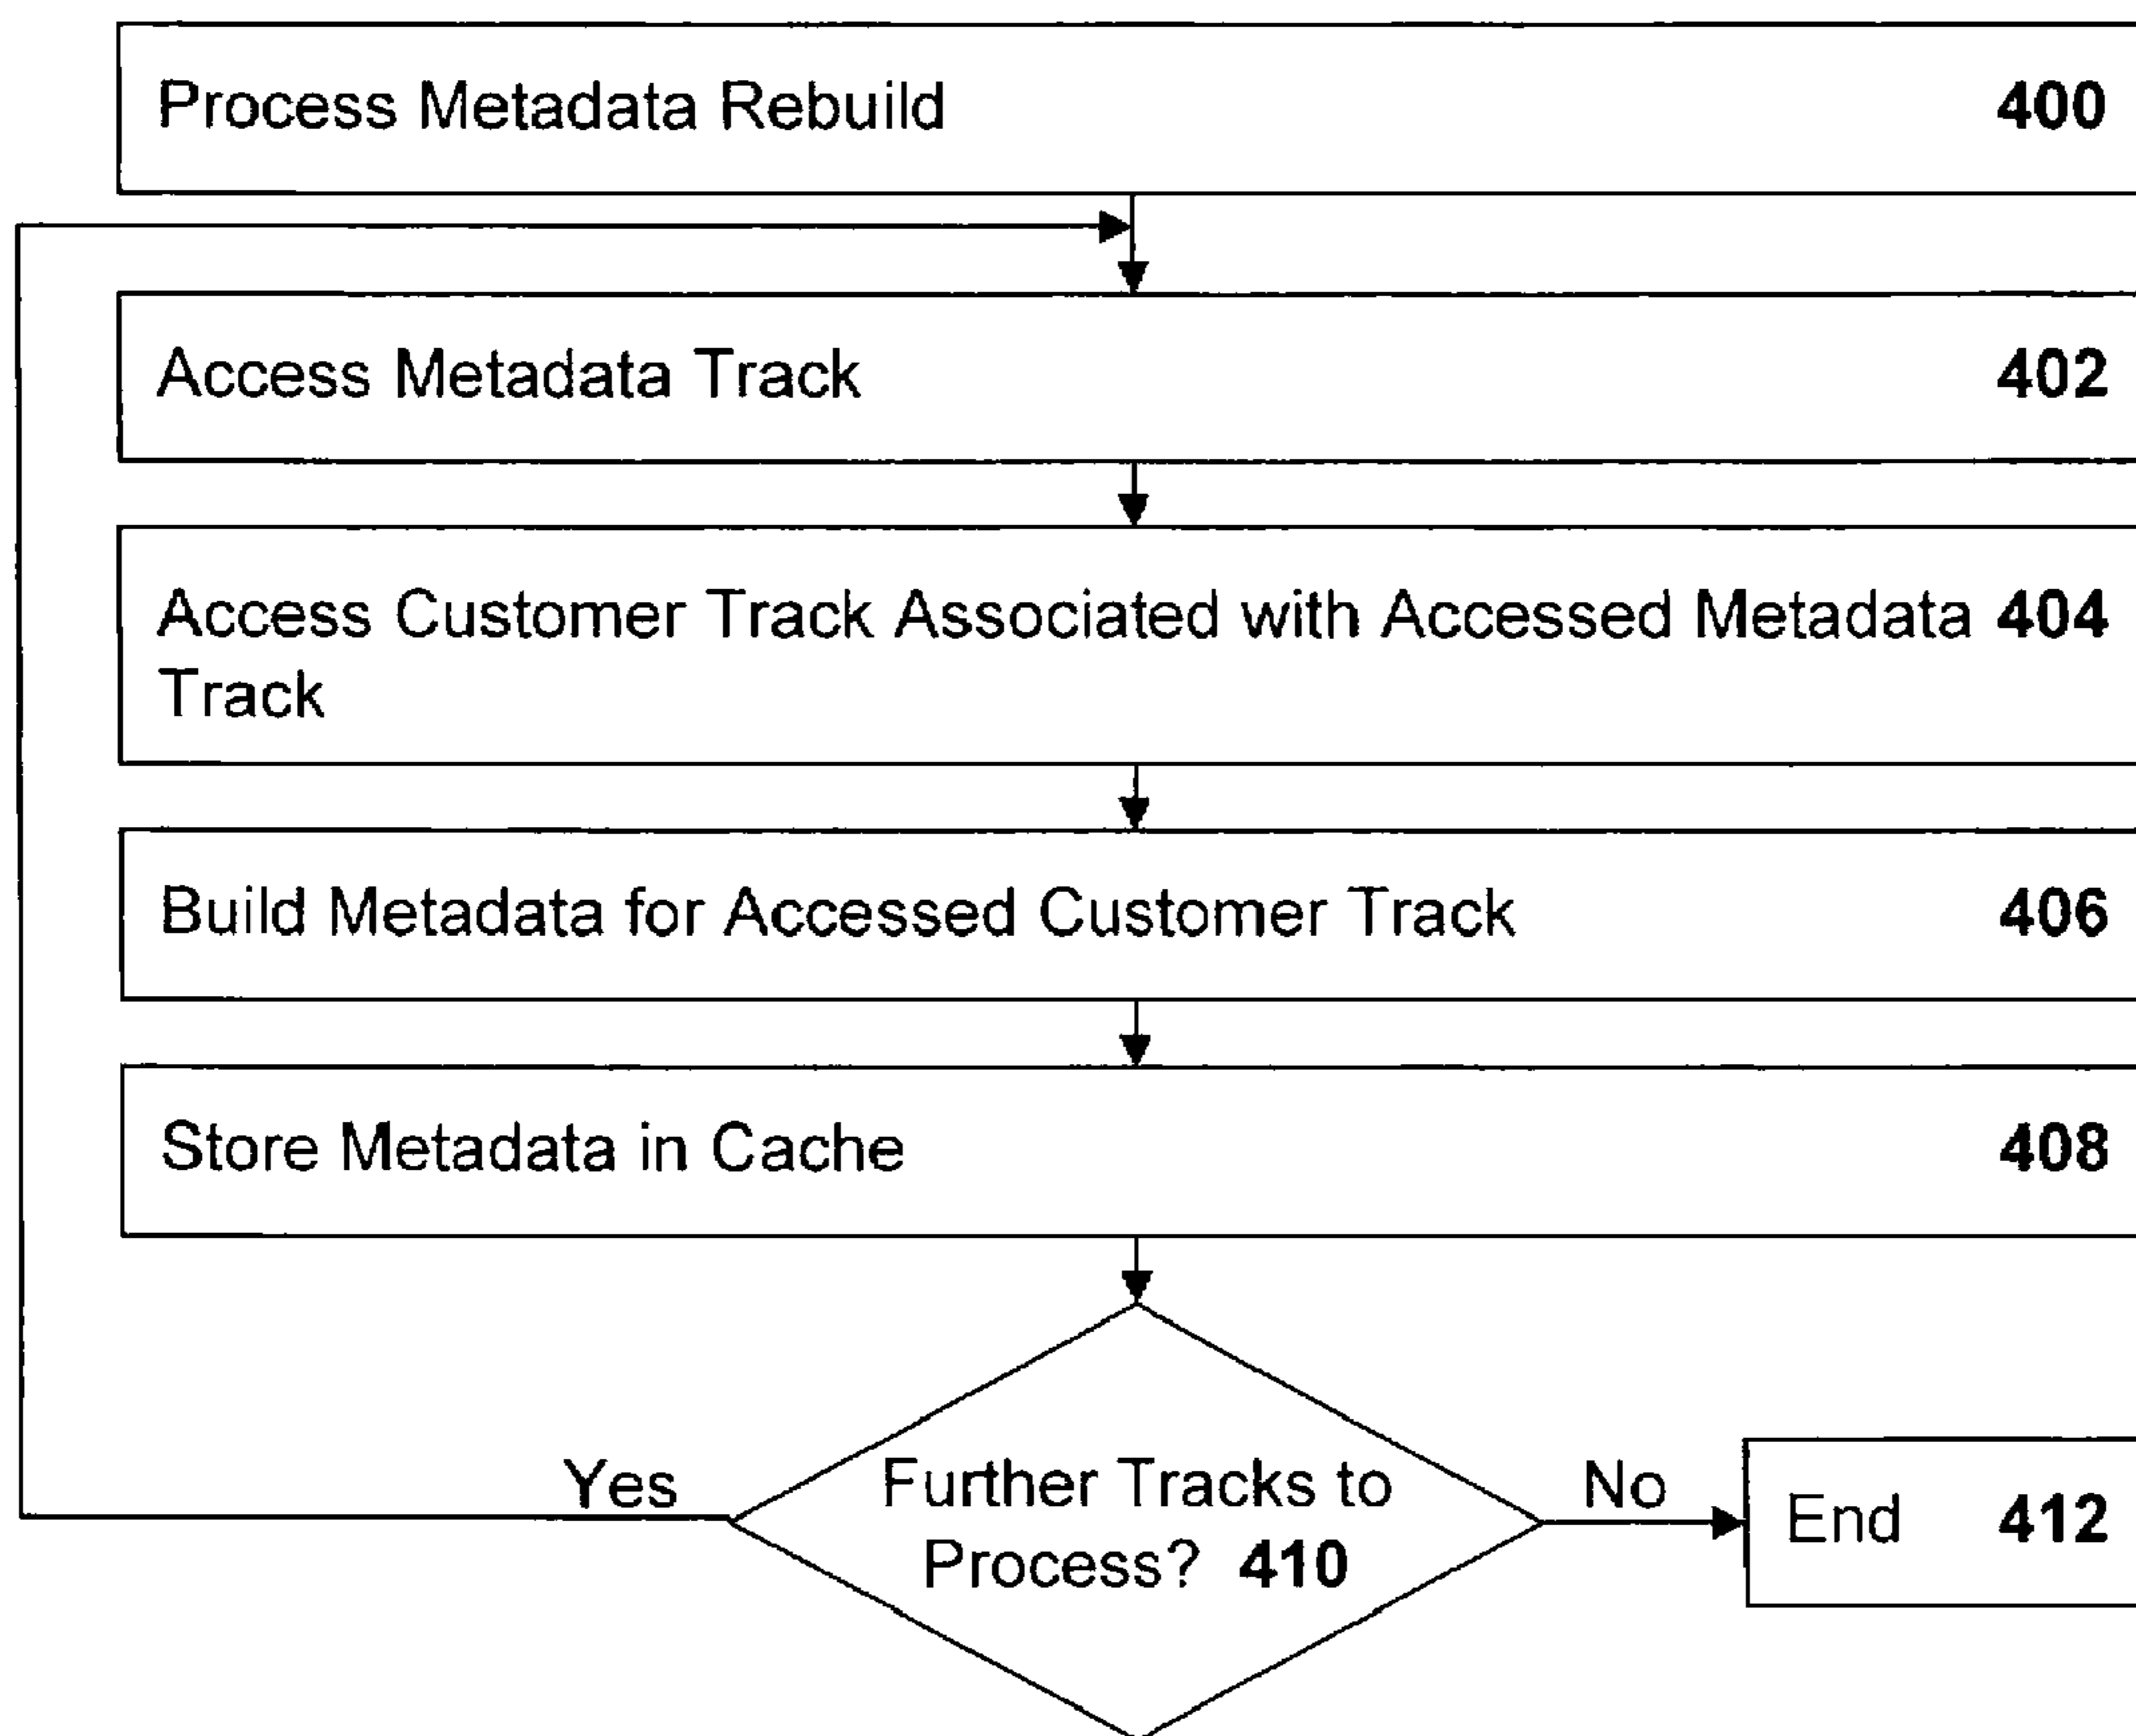 Process Metadata Rebuild 400
Access Metadata Track 402
Access Customer Track Associated with Accessed Metadata 404
Track
Build Metadata for Accessed Customer Track 406
Store Metadata in Cache 408
Further Tracks to
Process? 410
Yes
No
End 412